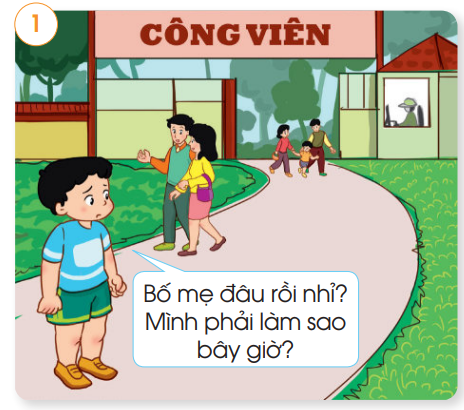 1
CÔNG VIÊN
Bố mẹ đâu rồi nhỉ?
Mình phải làm sao
bây giờ?